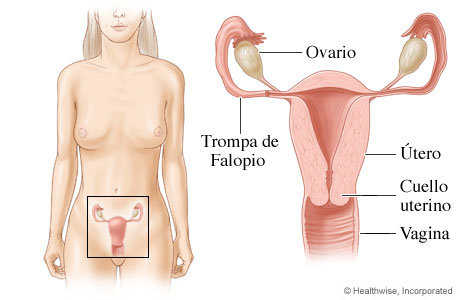 Ovario
Trompa de
Falopio
Útero
Cuello
uterino
Vagina
© Healthwise, Incorporated